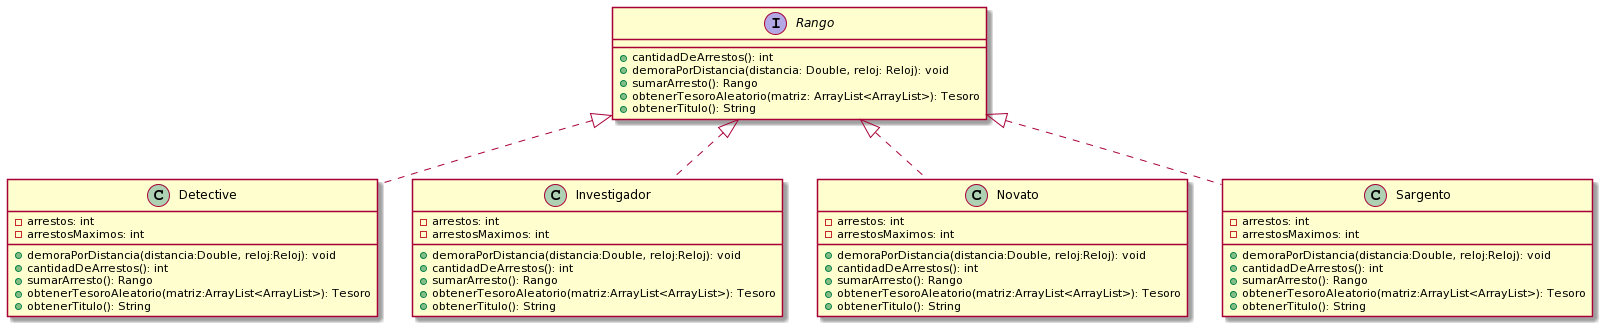 I Rango
cantidadDeArrestos(): int
demoraPorDistancia(distancia: Double, reloj: Reloj): void
sumarArresto(): Rango
obtenerTesoroAleatorio(matriz: ArrayList<ArrayList>): Tesoro
obtenerTitulo(): String
C Detective
arrestos: int
arrestosMaximos: int
demoraPorDistancia(distancia:Double, reloj:Reloj): void
cantidadDeArrestos(): int
sumarArresto(): Rango
obtenerTesoroAleatorio(matriz:ArrayList<ArrayList>): Tesoro
obtenerTitulo(): String
C Investigador
arrestos: int
arrestosMaximos: int
demoraPorDistancia(distancia:Double, reloj:Reloj): void
cantidadDeArrestos(): int
sumarArresto(): Rango
obtenerTesoroAleatorio(matriz:ArrayList<ArrayList>): Tesoro
obtenerTitulo(): String
C Novato
arrestos: int
arrestosMaximos: int
demoraPorDistancia(distancia:Double, reloj:Reloj): void
cantidadDeArrestos(): int
sumarArresto(): Rango
obtenerTesoroAleatorio(matriz:ArrayList<ArrayList>): Tesoro
obtenerTitulo(): String
C Sargento
arrestos: int
arrestosMaximos: int
demoraPorDistancia(distancia:Double, reloj:Reloj): void
cantidadDeArrestos(): int
sumarArresto(): Rango
obtenerTesoroAleatorio(matriz:ArrayList<ArrayList>): Tesoro
obtenerTitulo(): String